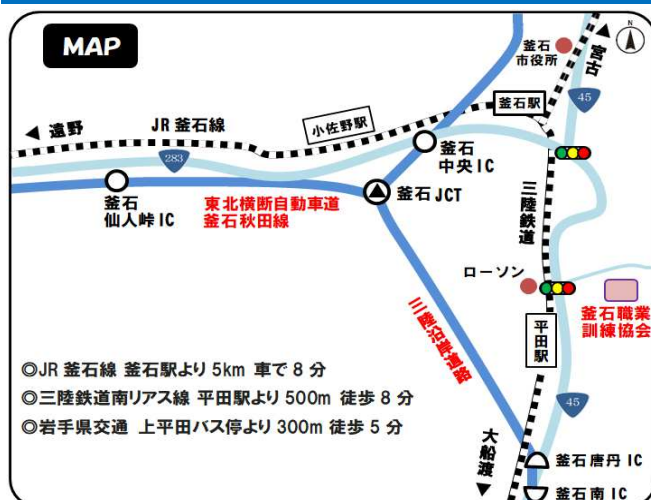 MAP
N
釜石
市役所
宮古
45
釜石駅
遠野
JR 釜石線
小佐野駅
283
釜石
中央IC
釜石
仙人峠 IC
東北横断自動車道
釜石秋田線
釜石 JCT
三陸鉄道
ローソン
釜石職業
訓練協会
三陸沿岸道路
平田駅
45
◎JR 釜石線 釜石駅より 5km 車で 8 分
◎三陸鉄道南リアス線 平田駅より 500m 徒歩 8 分
◎岩手県交通 上平田バス停より 300m 徒歩 5 分
大船渡
釜石唐丹 IC
釜石南 IC